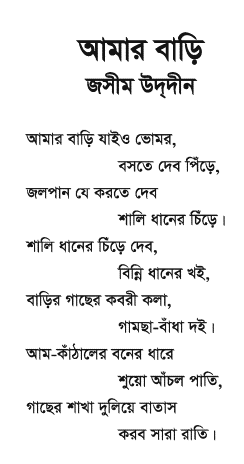 আমার বাড়ি
জসীম উদ্‌দীন
আমার বাড়ি যাইও ভোমর,
বসতে দেব পিঁড়ে,
জলপান যে করতে দেব
শালি ধানের চিঁড়ে।
শালি ধানের চিঁড়ে দেব,
বিন্নি ধানের খই,
বাড়ির গাছের কবরী কলা,
গামছা-বাঁধা দই।
আম-কাঁঠালের বনের ধারে
শুয়ো আঁচল পাতি,
গাছের শাখা দুলিয়ে বাতাস
করব সারা রাতি।